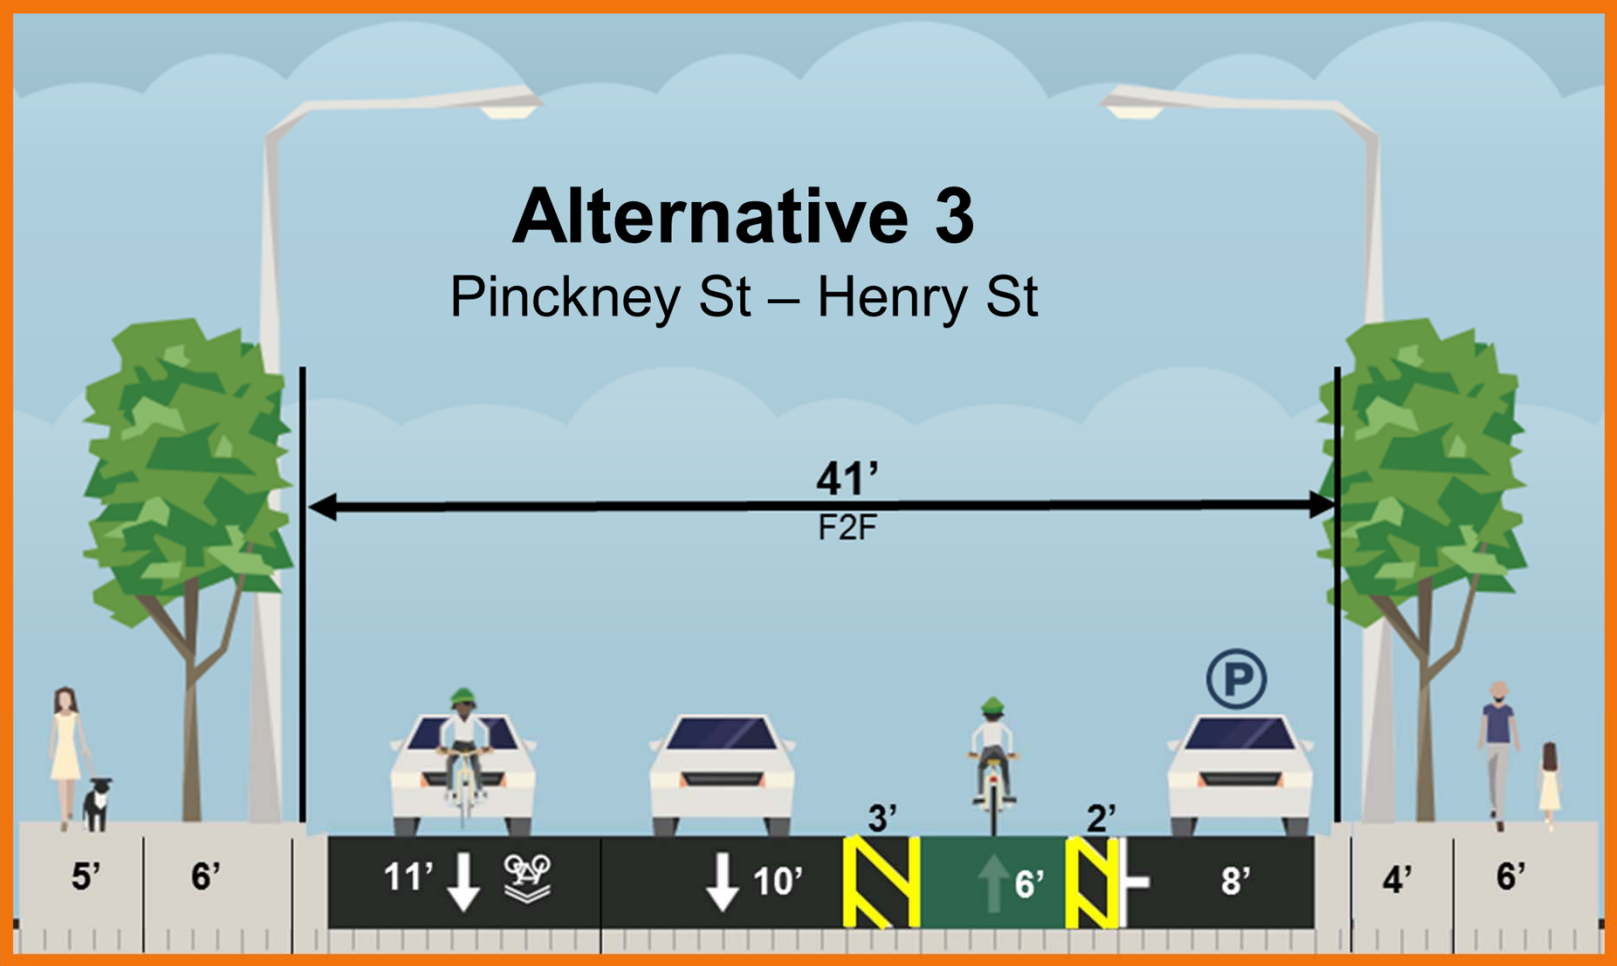 Alternative 3
Pinckney St – Henry St
41’
F2F
P
3’
2’
5’
6’
11’
10’
6’
8’
4’
6’